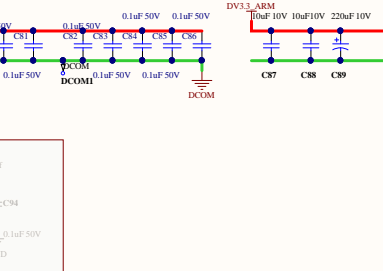 DV3.3_ARM
0.1uF 50V 0.1uF 50V 10uF 10V 10uF10V 220uF 10V
0.1uF 50V
C81 C82 C83 C84 C85 C86
DCOM
0.1uF 50V 0.1uF 50V 0.1uF 50V C87 C88 C89
DCOM1
DCOM
C94
0.1uF 50V